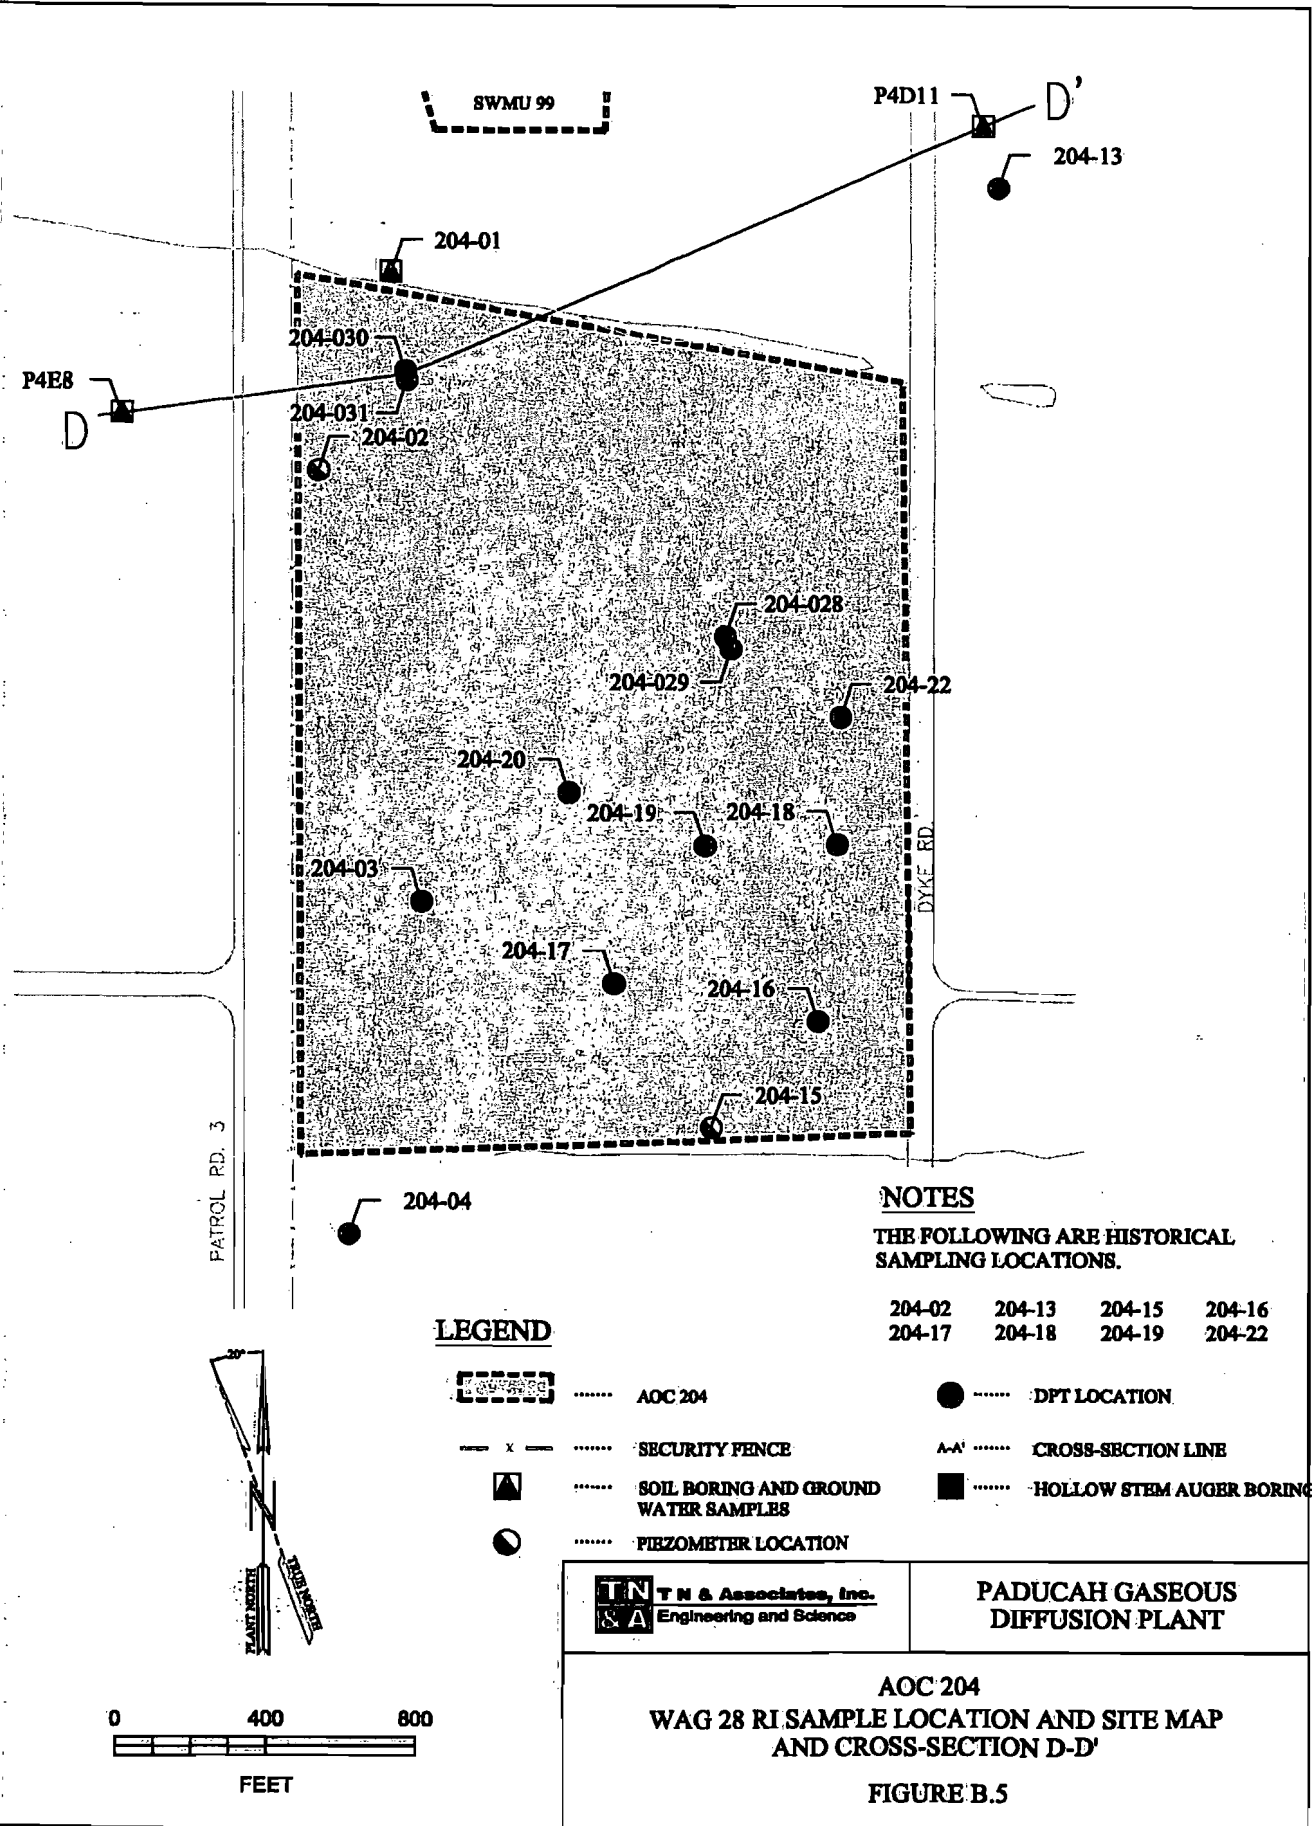 SWMU 99
P4D11
D'
204-13
204-01
204-030
P4E8
204-031
D
204-02
204-028
204-029
204-22
204-20
204-19
204-18
204-03
DYKE RD.
204-17
204-16
204-15
PATROL RD. 3
204-04
NOTES
THE FOLLOWING ARE HISTORICAL
SAMPLING LOCATIONS.
204-02 204-13 204-15 204-16
204-17 204-18 204-19 204-22
LEGEND
AOC 204
DPT LOCATION
X
SECURITY FENCE
A-A' CROSS-SECTION LINE
SOIL BORING AND GROUND
WATER SAMPLES
HOLLOW STEM AUGER BORING
PIEZOMETER LOCATION
20°
PLANT NORTH
TRUE NORTH
0 400 800
FEET
TN
& A
T N & Associates, Inc.
Engineering and Science
PADUCAH GASEOUS
DIFFUSION PLANT
AOC 204
WAG 28 RI SAMPLE LOCATION AND SITE MAP
AND CROSS-SECTION D-D'
FIGURE B.5